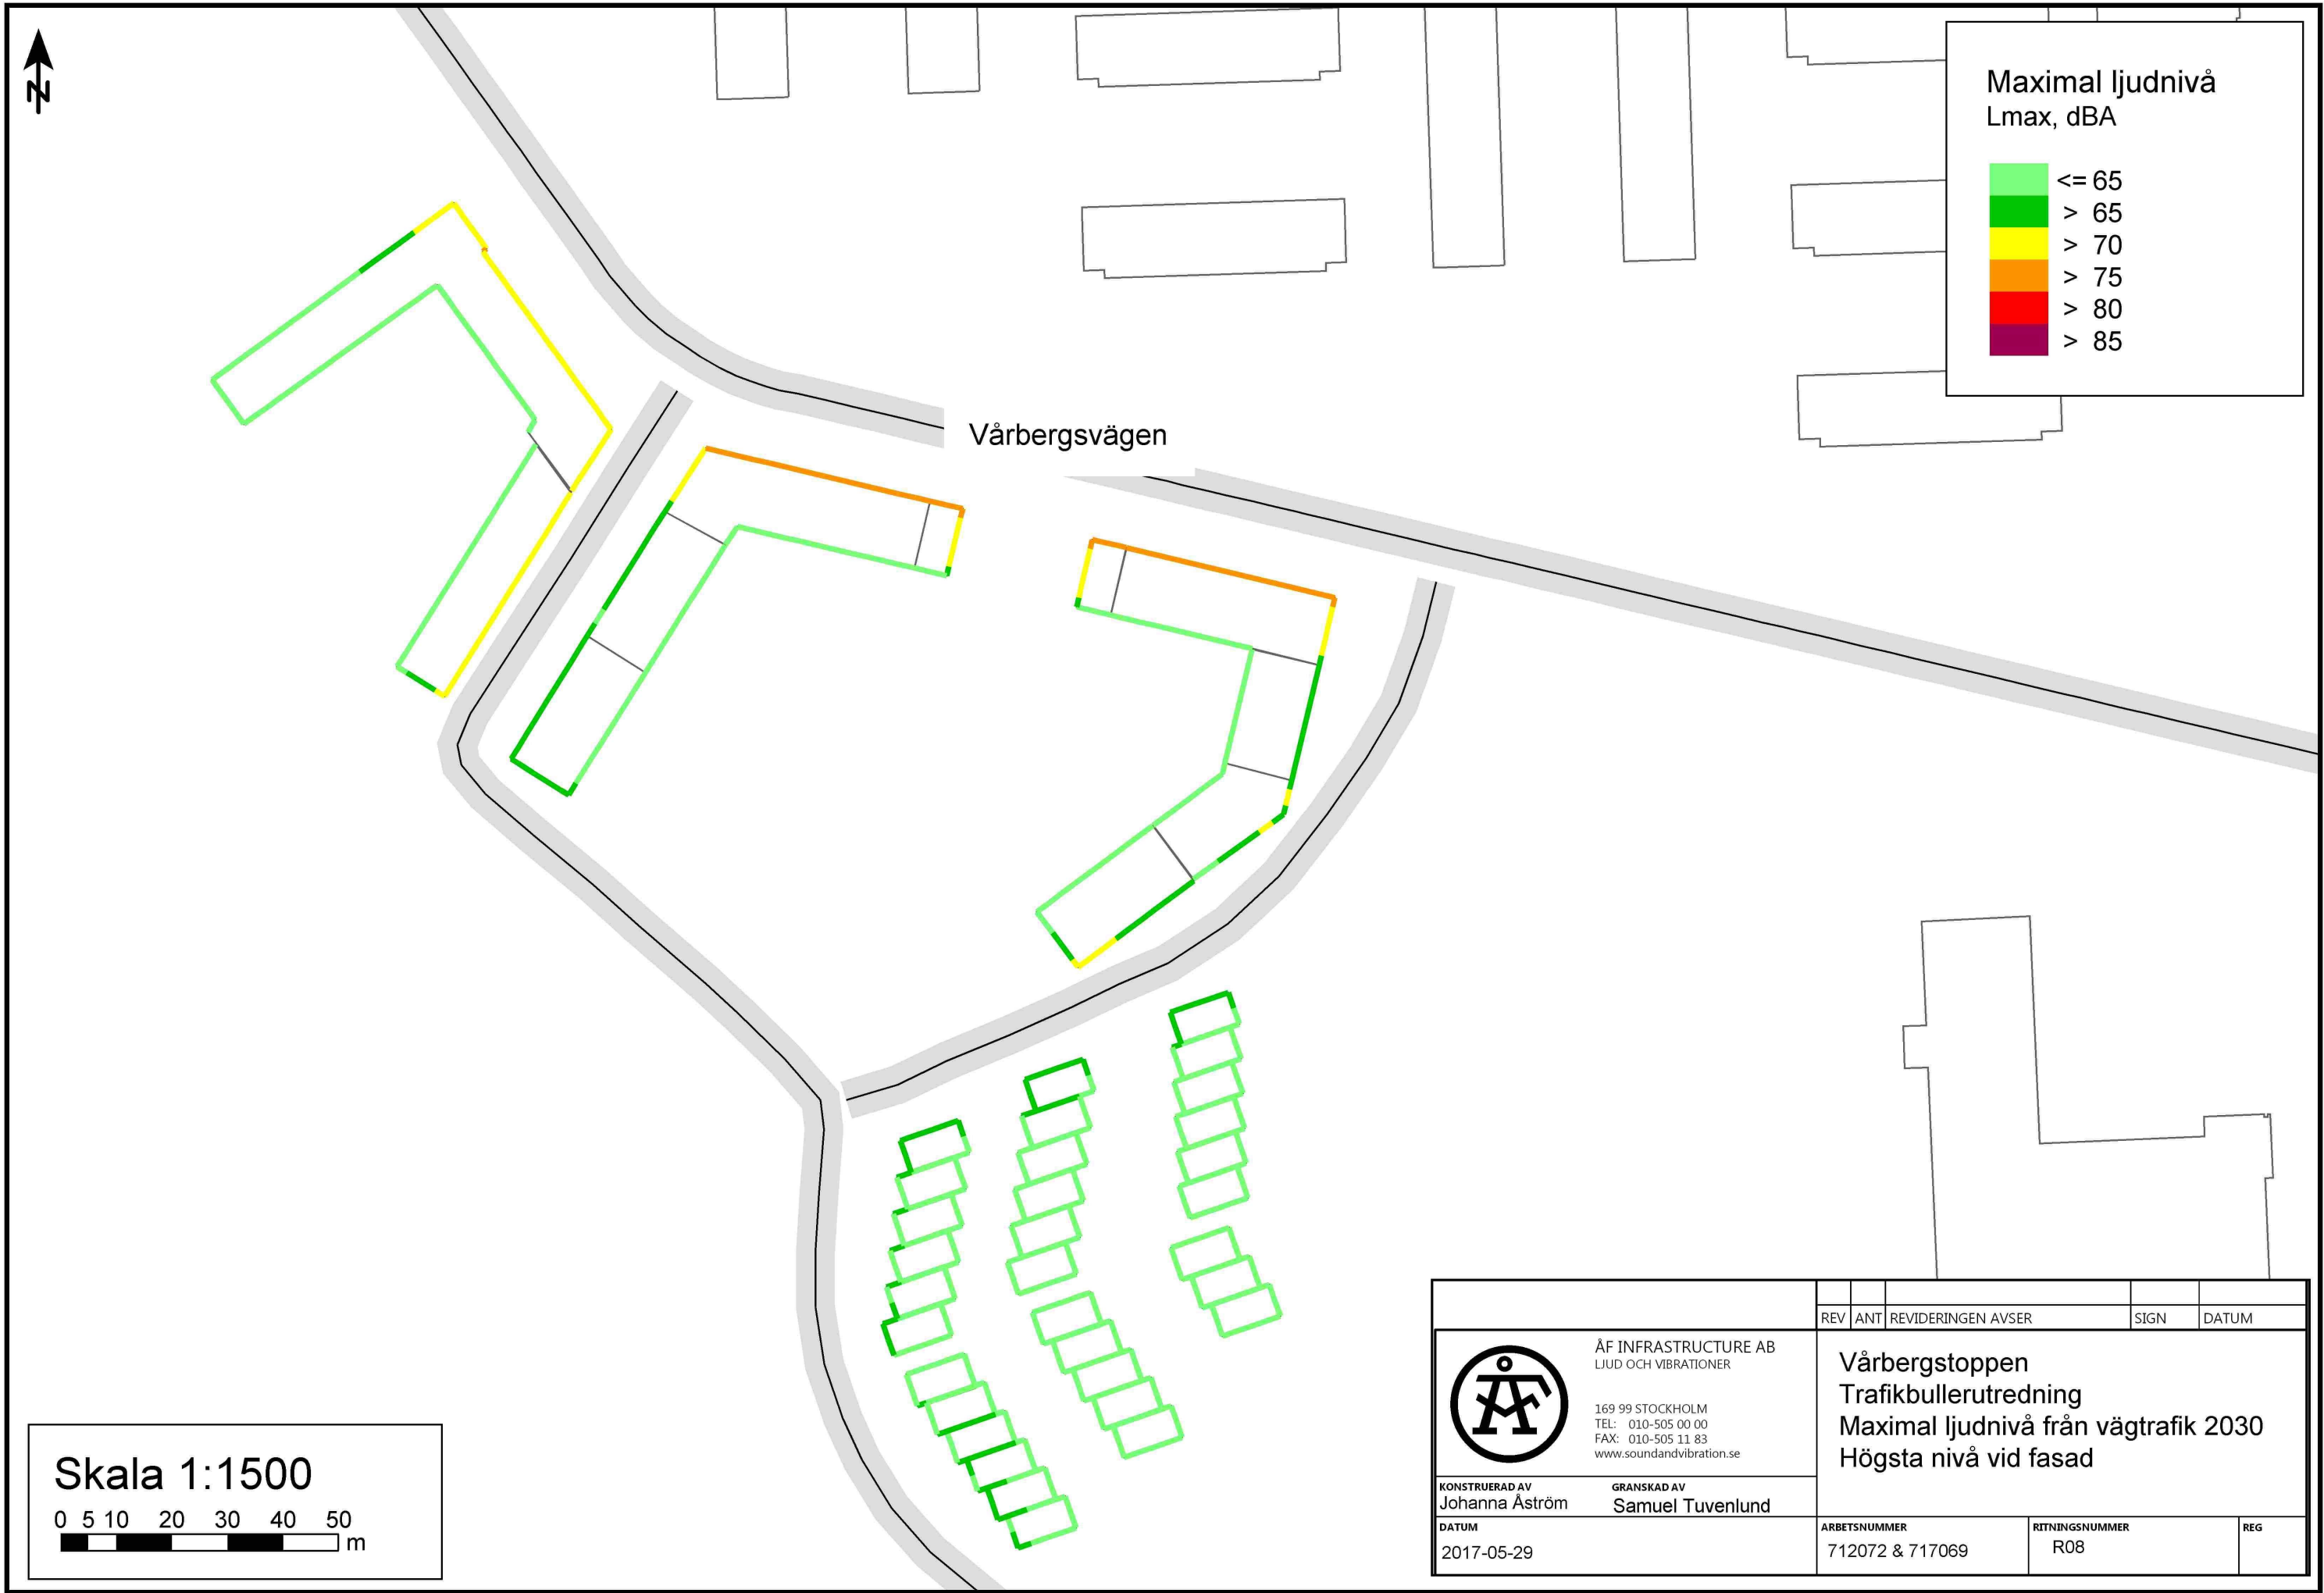 N
Maximal ljudnivå
Lmax, dBA
<= 65
> 65
> 70
> 75
> 80
> 85
Vårbergsvägen
Skala 1:1500
0 5 10 20 30 40 50
m
REV ANT REVIDERINGEN AVSER SIGN DATUM
ÅF
ÅF INFRASTRUCTURE AB
LJUD OCH VIBRATIONER
169 99 STOCKHOLM
TEL: 010-505 00 00
FAX: 010-505 11 83
www.soundandvibration.se
Vårbergstoppen
Trafikbullerutredning
Maximal ljudnivå från vägtrafik 2030
Högsta nivå vid fasad
KONSTRUERAD AV GRANSKAD AV
Johanna Åström Samuel Tuvenlund
DATUM ARBETSNUMMER RITNINGSNUMMER REG
2017-05-29 712072 & 717069 R08